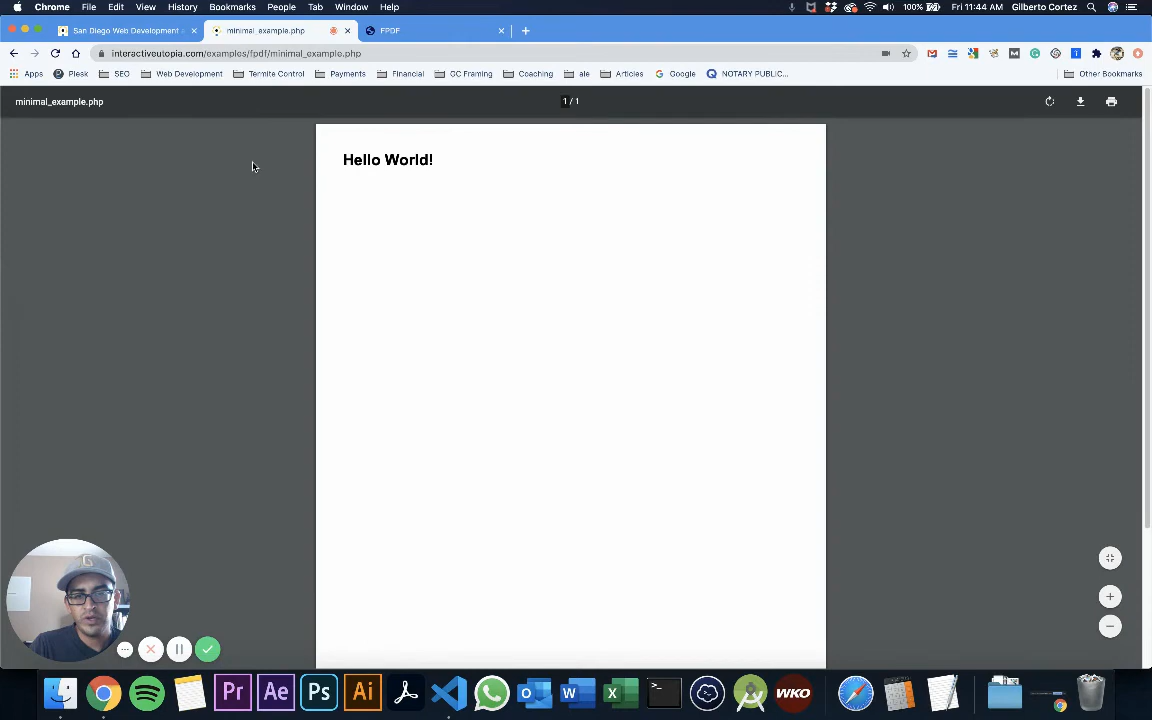 Chrome File Edit View History Bookmarks People Tab Window Help 100% Fri 11:44 AM Gilberto Cortez
San Diego Web Development minimal_example.php FPDF
interactiveutopia.com/examples/fpdf/minimal_example.php
Apps Plesk SEO Web Development Termite Control Payments Financial GC Framing Coaching ale Articles Google NOTARY PUBLIC... Other Bookmarks
minimal_example.php 1 / 1
Hello World!
Pr Ae Ps Ai WKO